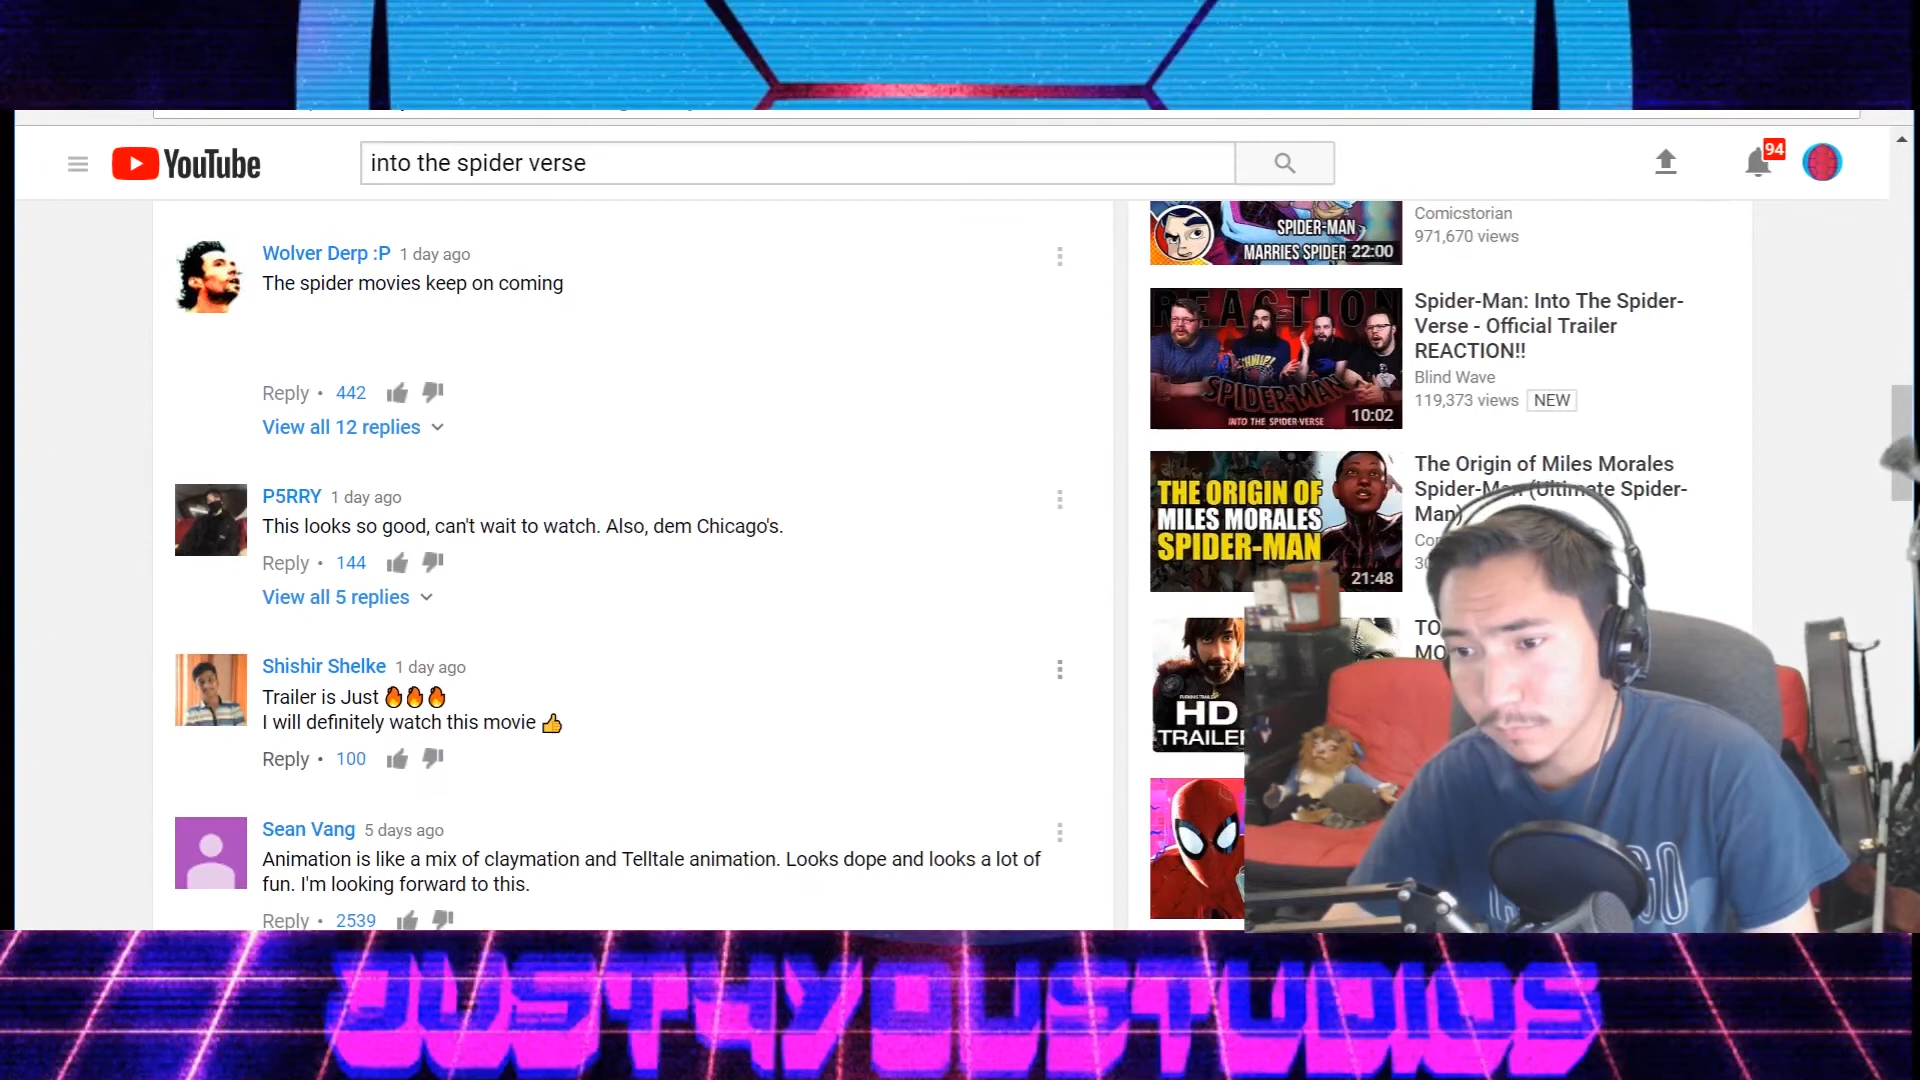 YouTube
into the spider verse
94
Wolver Derp :P 1 day ago
The spider movies keep on coming
Reply • 442
View all 12 replies
P5RRY 1 day ago
This looks so good, can't wait to watch. Also, dem Chicago's.
Reply • 144
View all 5 replies
Shishir Shelke 1 day ago
Trailer is Just 🔥🔥🔥
I will definitely watch this movie 👍
Reply • 100
Sean Vang 5 days ago
Animation is like a mix of claymation and Telltale animation. Looks dope and looks a lot of
fun. I'm looking forward to this.
Reply • 2539
SPIDER-MAN
MARRIES SPIDER 22:00
Comicstorian
971,670 views
REACTION
SPIDER-MAN
INTO THE SPIDER-VERSE
10:02
Spider-Man: Into The Spider-
Verse - Official Trailer
REACTION!!
Blind Wave
119,373 views NEW
THE ORIGIN OF
MILES MORALES
SPIDER-MAN
21:48
The Origin of Miles Morales
Spider-Man (Ultimate Spider-
Man)
HD
TRAILER
JUST4YOUSTUDIOS